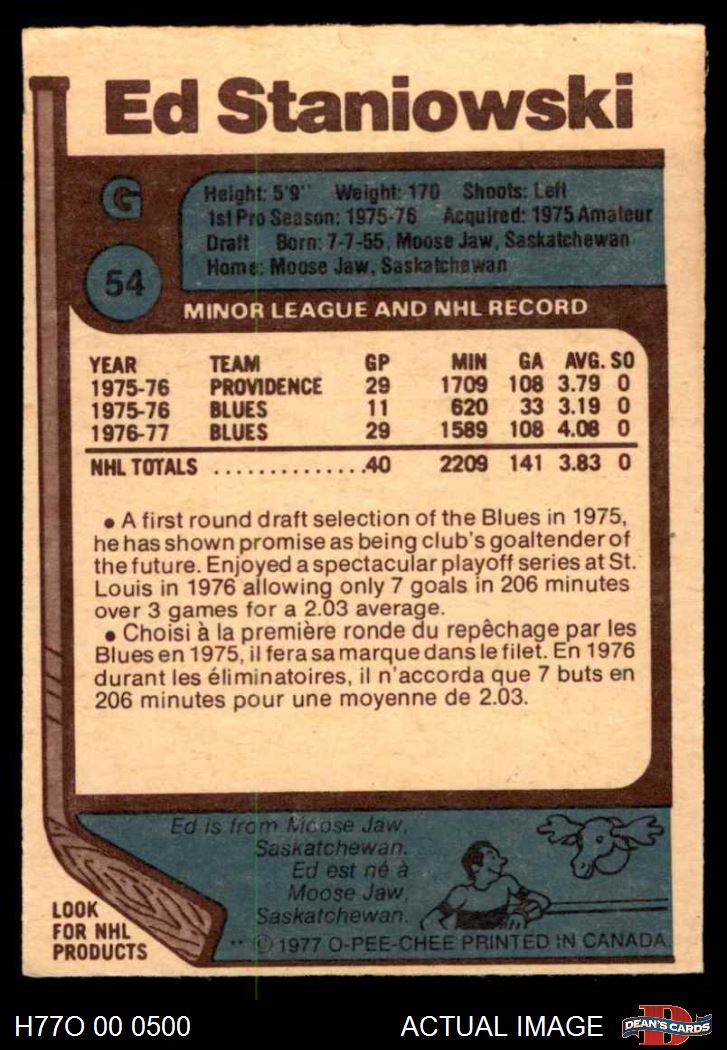 Ed Staniowski
G
54
Height: 5'9" Weight: 170 Shoots: Left
1st Pro Season: 1975-76 Acquired: 1975 Amateur
Draft Born: 7-7-55, Moose Jaw, Saskatchewan
Home: Moose Jaw, Saskatchewan
MINOR LEAGUE AND NHL RECORD
YEAR TEAM GP MIN GA AVG. SO
1975-76 PROVIDENCE 29 1709 108 3.79 0
1975-76 BLUES 11 620 33 3.19 0
1976-77 BLUES 29 1589 108 4.08 0
NHL TOTALS ..............40 2209 141 3.83 0
• A first round draft selection of the Blues in 1975,
he has shown promise as being club's goaltender of
the future. Enjoyed a spectacular playoff series at St.
Louis in 1976 allowing only 7 goals in 206 minutes
over 3 games for a 2.03 average.
• Choisi à la première ronde du repêchage par les
Blues en 1975, il fera sa marque dans le filet. En 1976
durant les éliminatoires, il n'accorda que 7 buts en
206 minutes pour une moyenne de 2.03.
Ed is from Moose Jaw,
Saskatchewan.
Ed est né à
Moose Jaw,
Saskatchewan.
LOOK
FOR NHL
PRODUCTS
** © 1977 O-PEE-CHEE PRINTED IN CANADA.
H77O 00 0500 ACTUAL IMAGE
D
DEAN'S CARDS